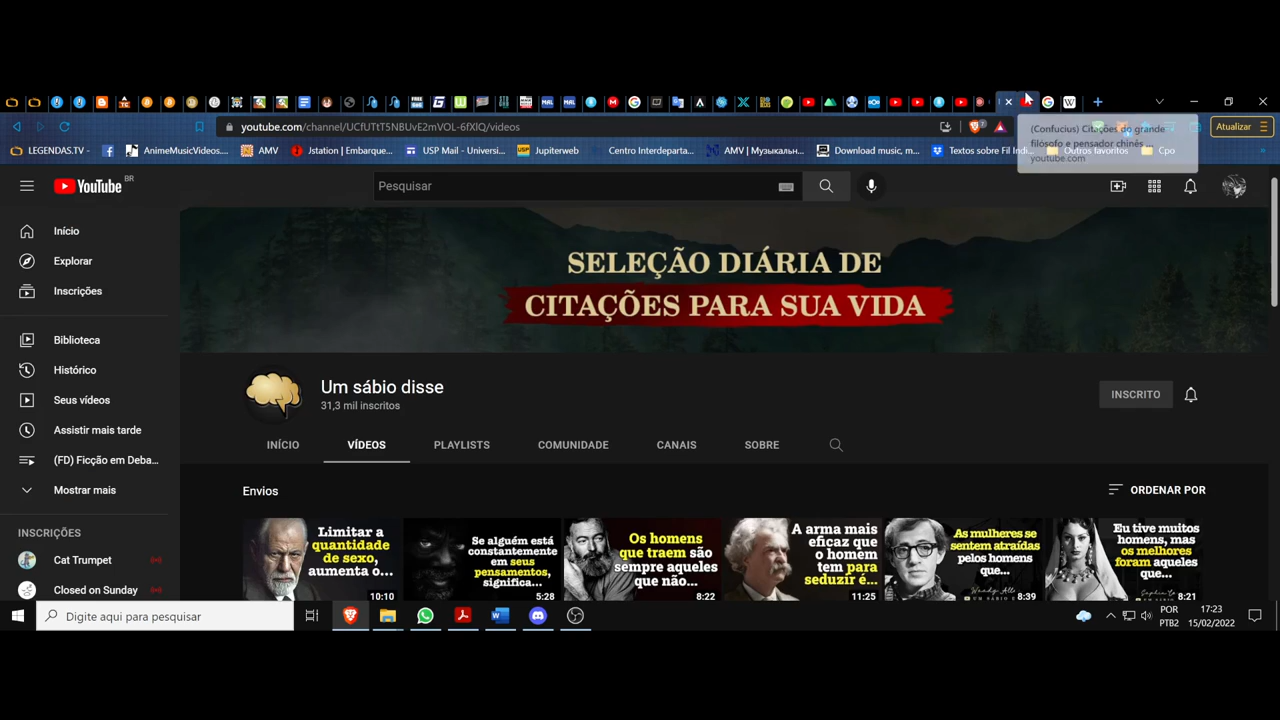 youtube.com/channel/UCfUTtT5NBUvE2mVOL-6fXlQ/videos
Atualizar
(Confucius) Citações do grande
filósofo e pensador chinês ...
youtube.com
LEGENDAS.TV -
AnimeMusicVideos....
AMV
Jstation | Embarque...
USP Mail - Universi...
Jupiterweb
Centro Interdeparta...
AMV | Музыкальн...
Download music, m...
Textos sobre Fil Indi...
Outros favoritos
Cpo
YouTube BR
Pesquisar
Início
Explorar
Inscrições
Biblioteca
Histórico
Seus vídeos
Assistir mais tarde
(FD) Ficção em Deba...
Mostrar mais
INSCRIÇÕES
Cat Trumpet
Closed on Sunday
SELEÇÃO DIÁRIA DE
CITAÇÕES PARA SUA VIDA
Um sábio disse
31,3 mil inscritos
INSCRITO
INÍCIO
VÍDEOS
PLAYLISTS
COMUNIDADE
CANAIS
SOBRE
Envios
ORDENAR POR
Limitar a
quantidade
de sexo,
aumenta o...
10:10
Se alguém está
constantemente
em seus
pensamentos,
significa...
5:28
Os homens
que traem são
sempre aqueles
que não...
8:22
A arma mais
eficaz que
o homem
tem para
seduzir é...
11:25
As mulheres se
sentem atraídas
pelos homens
que...
8:39
Eu tive muitos
homens, mas
os melhores
foram aqueles
que...
8:21
Digite aqui para pesquisar
POR
PTB2
17:23
15/02/2022